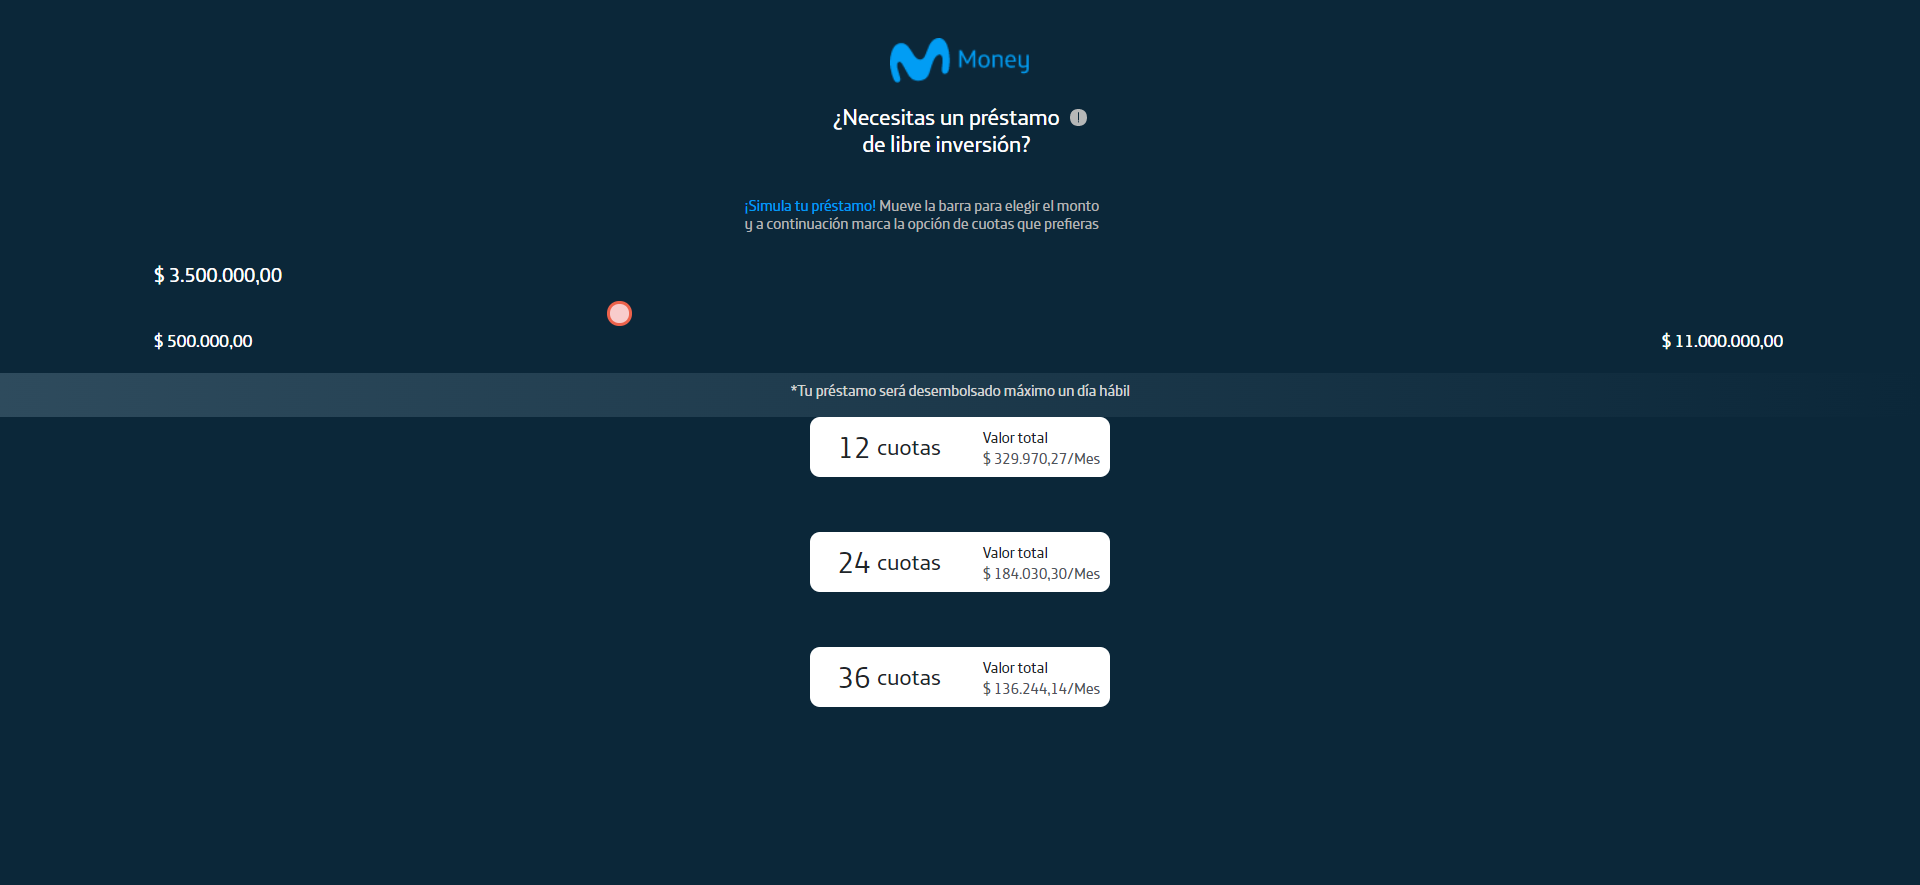 Money
¿Necesitas un préstamo
de libre inversión?
¡Simula tu préstamo! Mueve la barra para elegir el monto
y a continuación marca la opción de cuotas que prefieras
$ 3.500.000,00
$ 500.000,00
$ 11.000.000,00
*Tu préstamo será desembolsado máximo un día hábil
12 cuotas
Valor total
$ 329.970,27/Mes
24 cuotas
Valor total
$ 184.030,30/Mes
36 cuotas
Valor total
$ 136.244,14/Mes